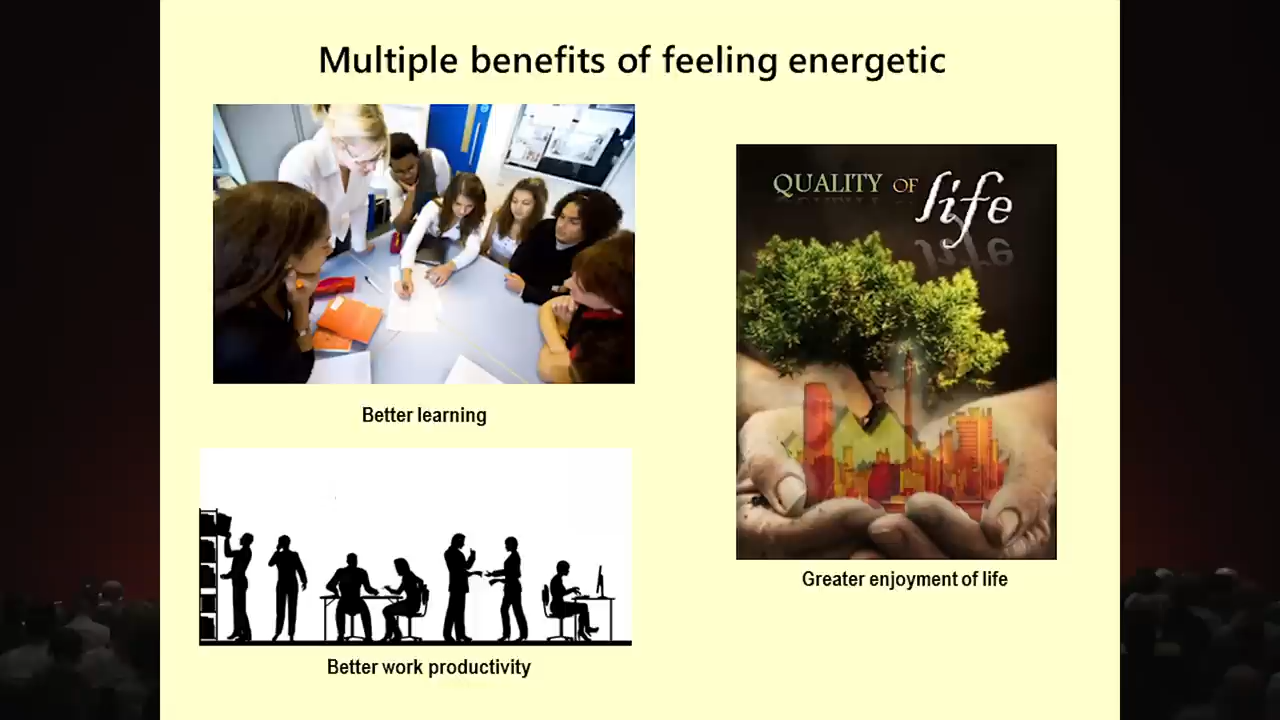 Multiple benefits of feeling energetic
Better learning
QUALITY OF life
Greater enjoyment of life
Better work productivity